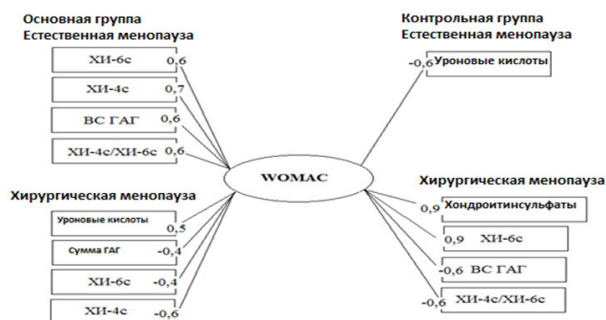 Основная группа
Естественная менопауза
ХИ-6с 0,6
ХИ-4с 0,7
ВС ГАГ 0,6
ХИ-4с/ХИ-6с 0,6
Хирургическая менопауза
Уроновые кислоты 0,5
Сумма ГАГ -0,4
ХИ-6с -0,4
ХИ-4с -0,6
WOMAC
Контрольная группа
Естественная менопауза
-0,6 Уроновые кислоты
Хирургическая менопауза
0,9 Хондроитинсульфаты
0,9 ХИ-6с
-0,6 ВС ГАГ
-0,6 ХИ-4с/ХИ-6с